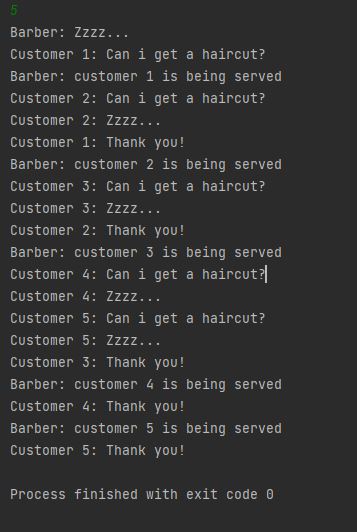 5
Barber: Zzzz...
Customer 1: Can i get a haircut?
Barber: customer 1 is being served
Customer 2: Can i get a haircut?
Customer 2: Zzzz...
Customer 1: Thank you!
Barber: customer 2 is being served
Customer 3: Can i get a haircut?
Customer 3: Zzzz...
Customer 2: Thank you!
Barber: customer 3 is being served
Customer 4: Can i get a haircut?
Customer 4: Zzzz...
Customer 5: Can i get a haircut?
Customer 5: Zzzz...
Customer 3: Thank you!
Barber: customer 4 is being served
Customer 4: Thank you!
Barber: customer 5 is being served
Customer 5: Thank you!
Process finished with exit code 0